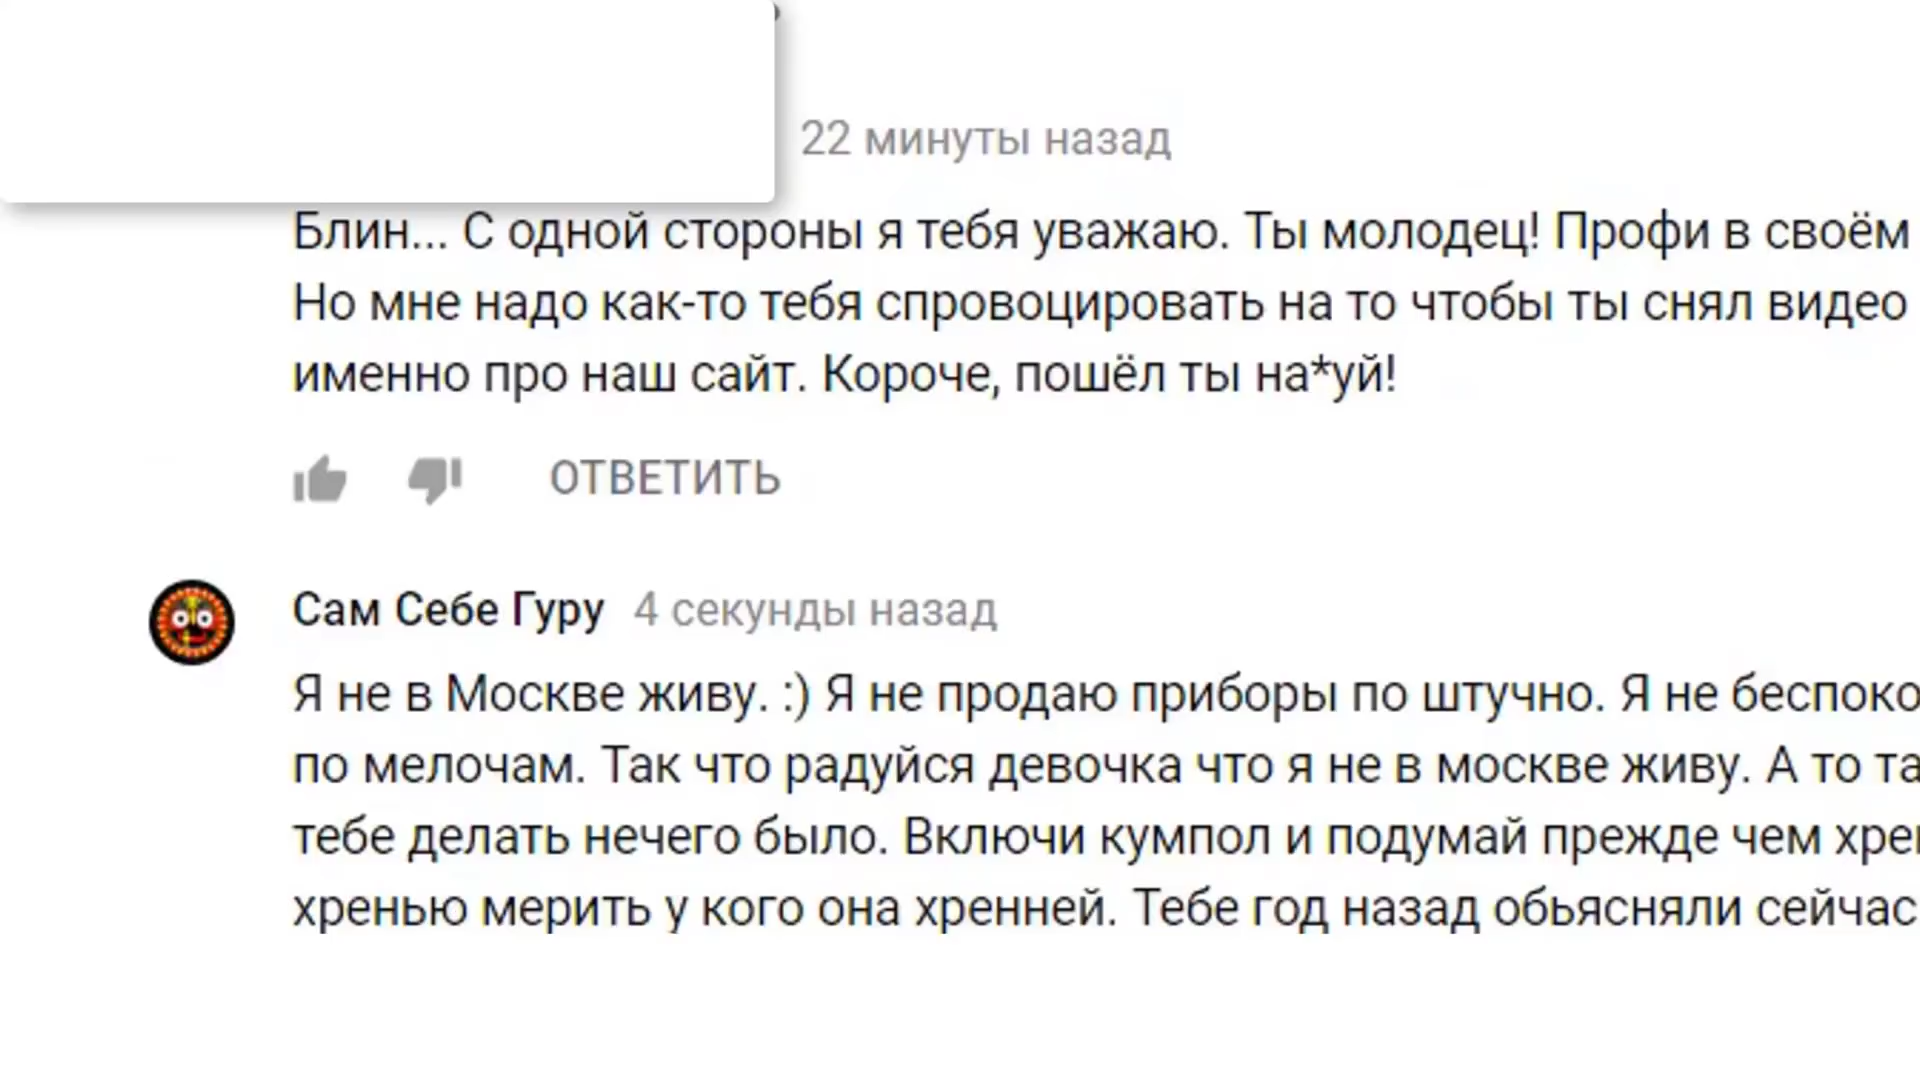 22 минуты назад
Блин... С одной стороны я тебя уважаю. Ты молодец! Профи в своём
Но мне надо как-то тебя спровоцировать на то чтобы ты снял видео
именно про наш сайт. Короче, пошёл ты на*уй!
ОТВЕТИТЬ
Сам Себе Гуру 4 секунды назад
Я не в Москве живу. :) Я не продаю приборы по штучно. Я не
по мелочам. Так что радуйся девочка что я не в москве живу. А то
тебе делать нечего было. Включи кумпол и подумай прежде чем
хренью мерить у кого она хренней. Тебе год назад обьясняли сейчас